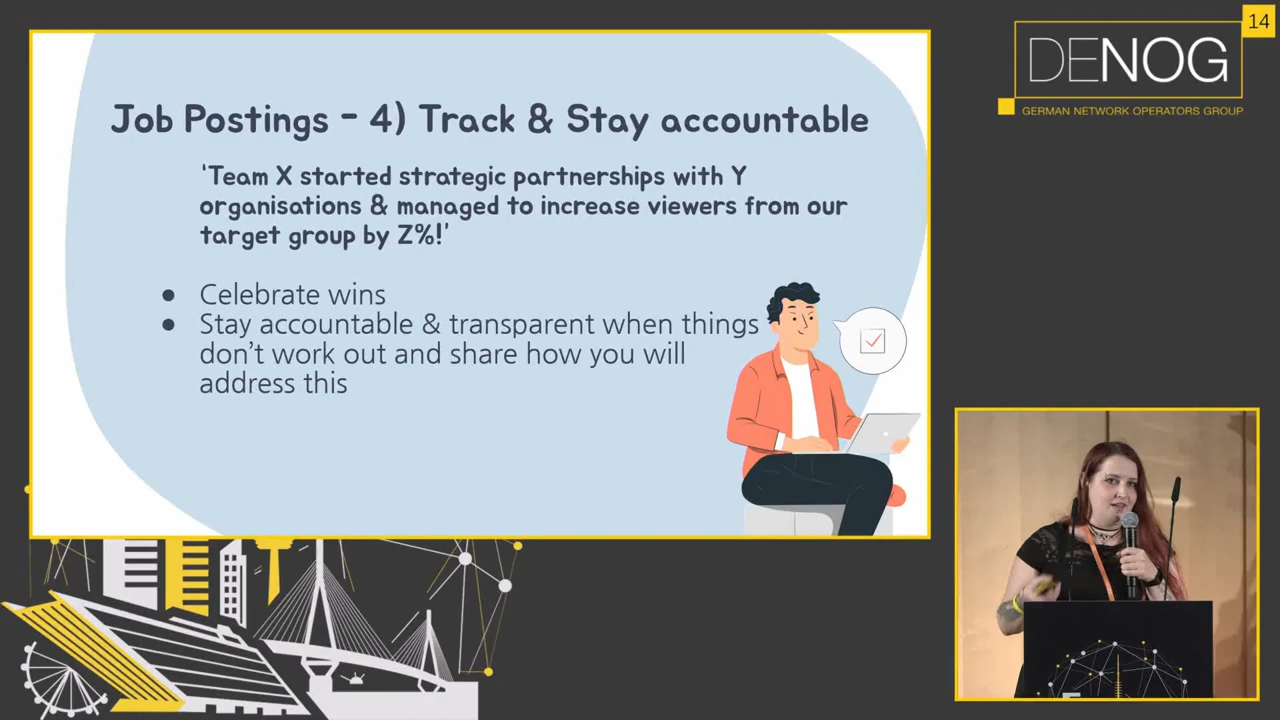 Job Postings - 4) Track & Stay accountable
'Team X started strategic partnerships with Y
organisations & managed to increase viewers from our
target group by Z%!'
● Celebrate wins
● Stay accountable & transparent when things
don't work out and share how you will
address this
14
DENOG
GERMAN NETWORK OPERATORS GROUP